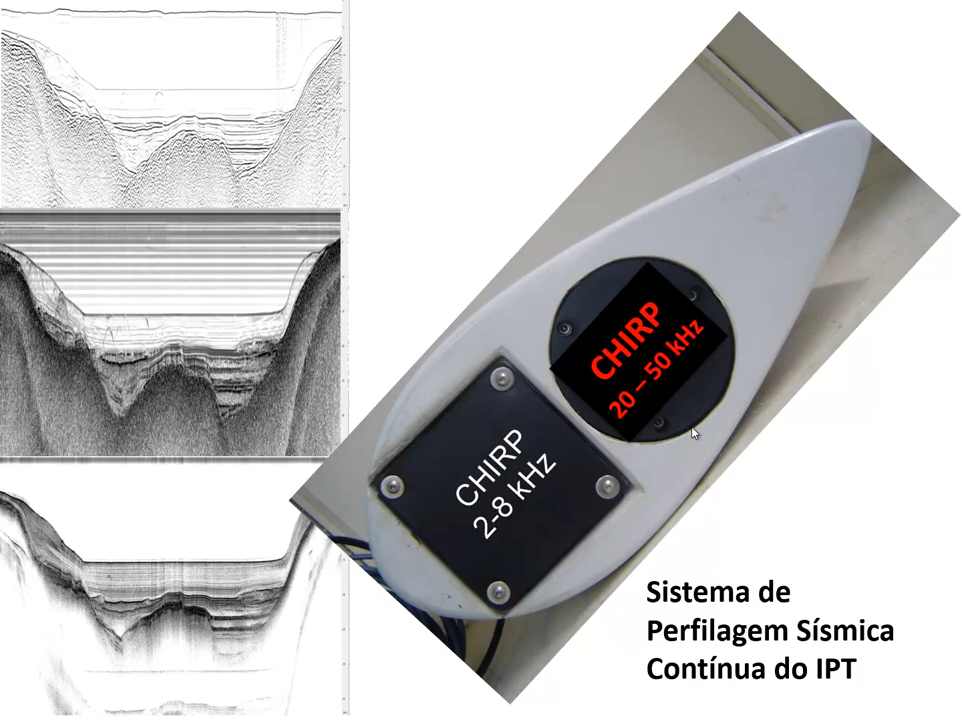 CHIRP
20 – 50 kHz
CHIRP
2-8 kHz
Sistema de
Perfilagem Sísmica
Contínua do IPT